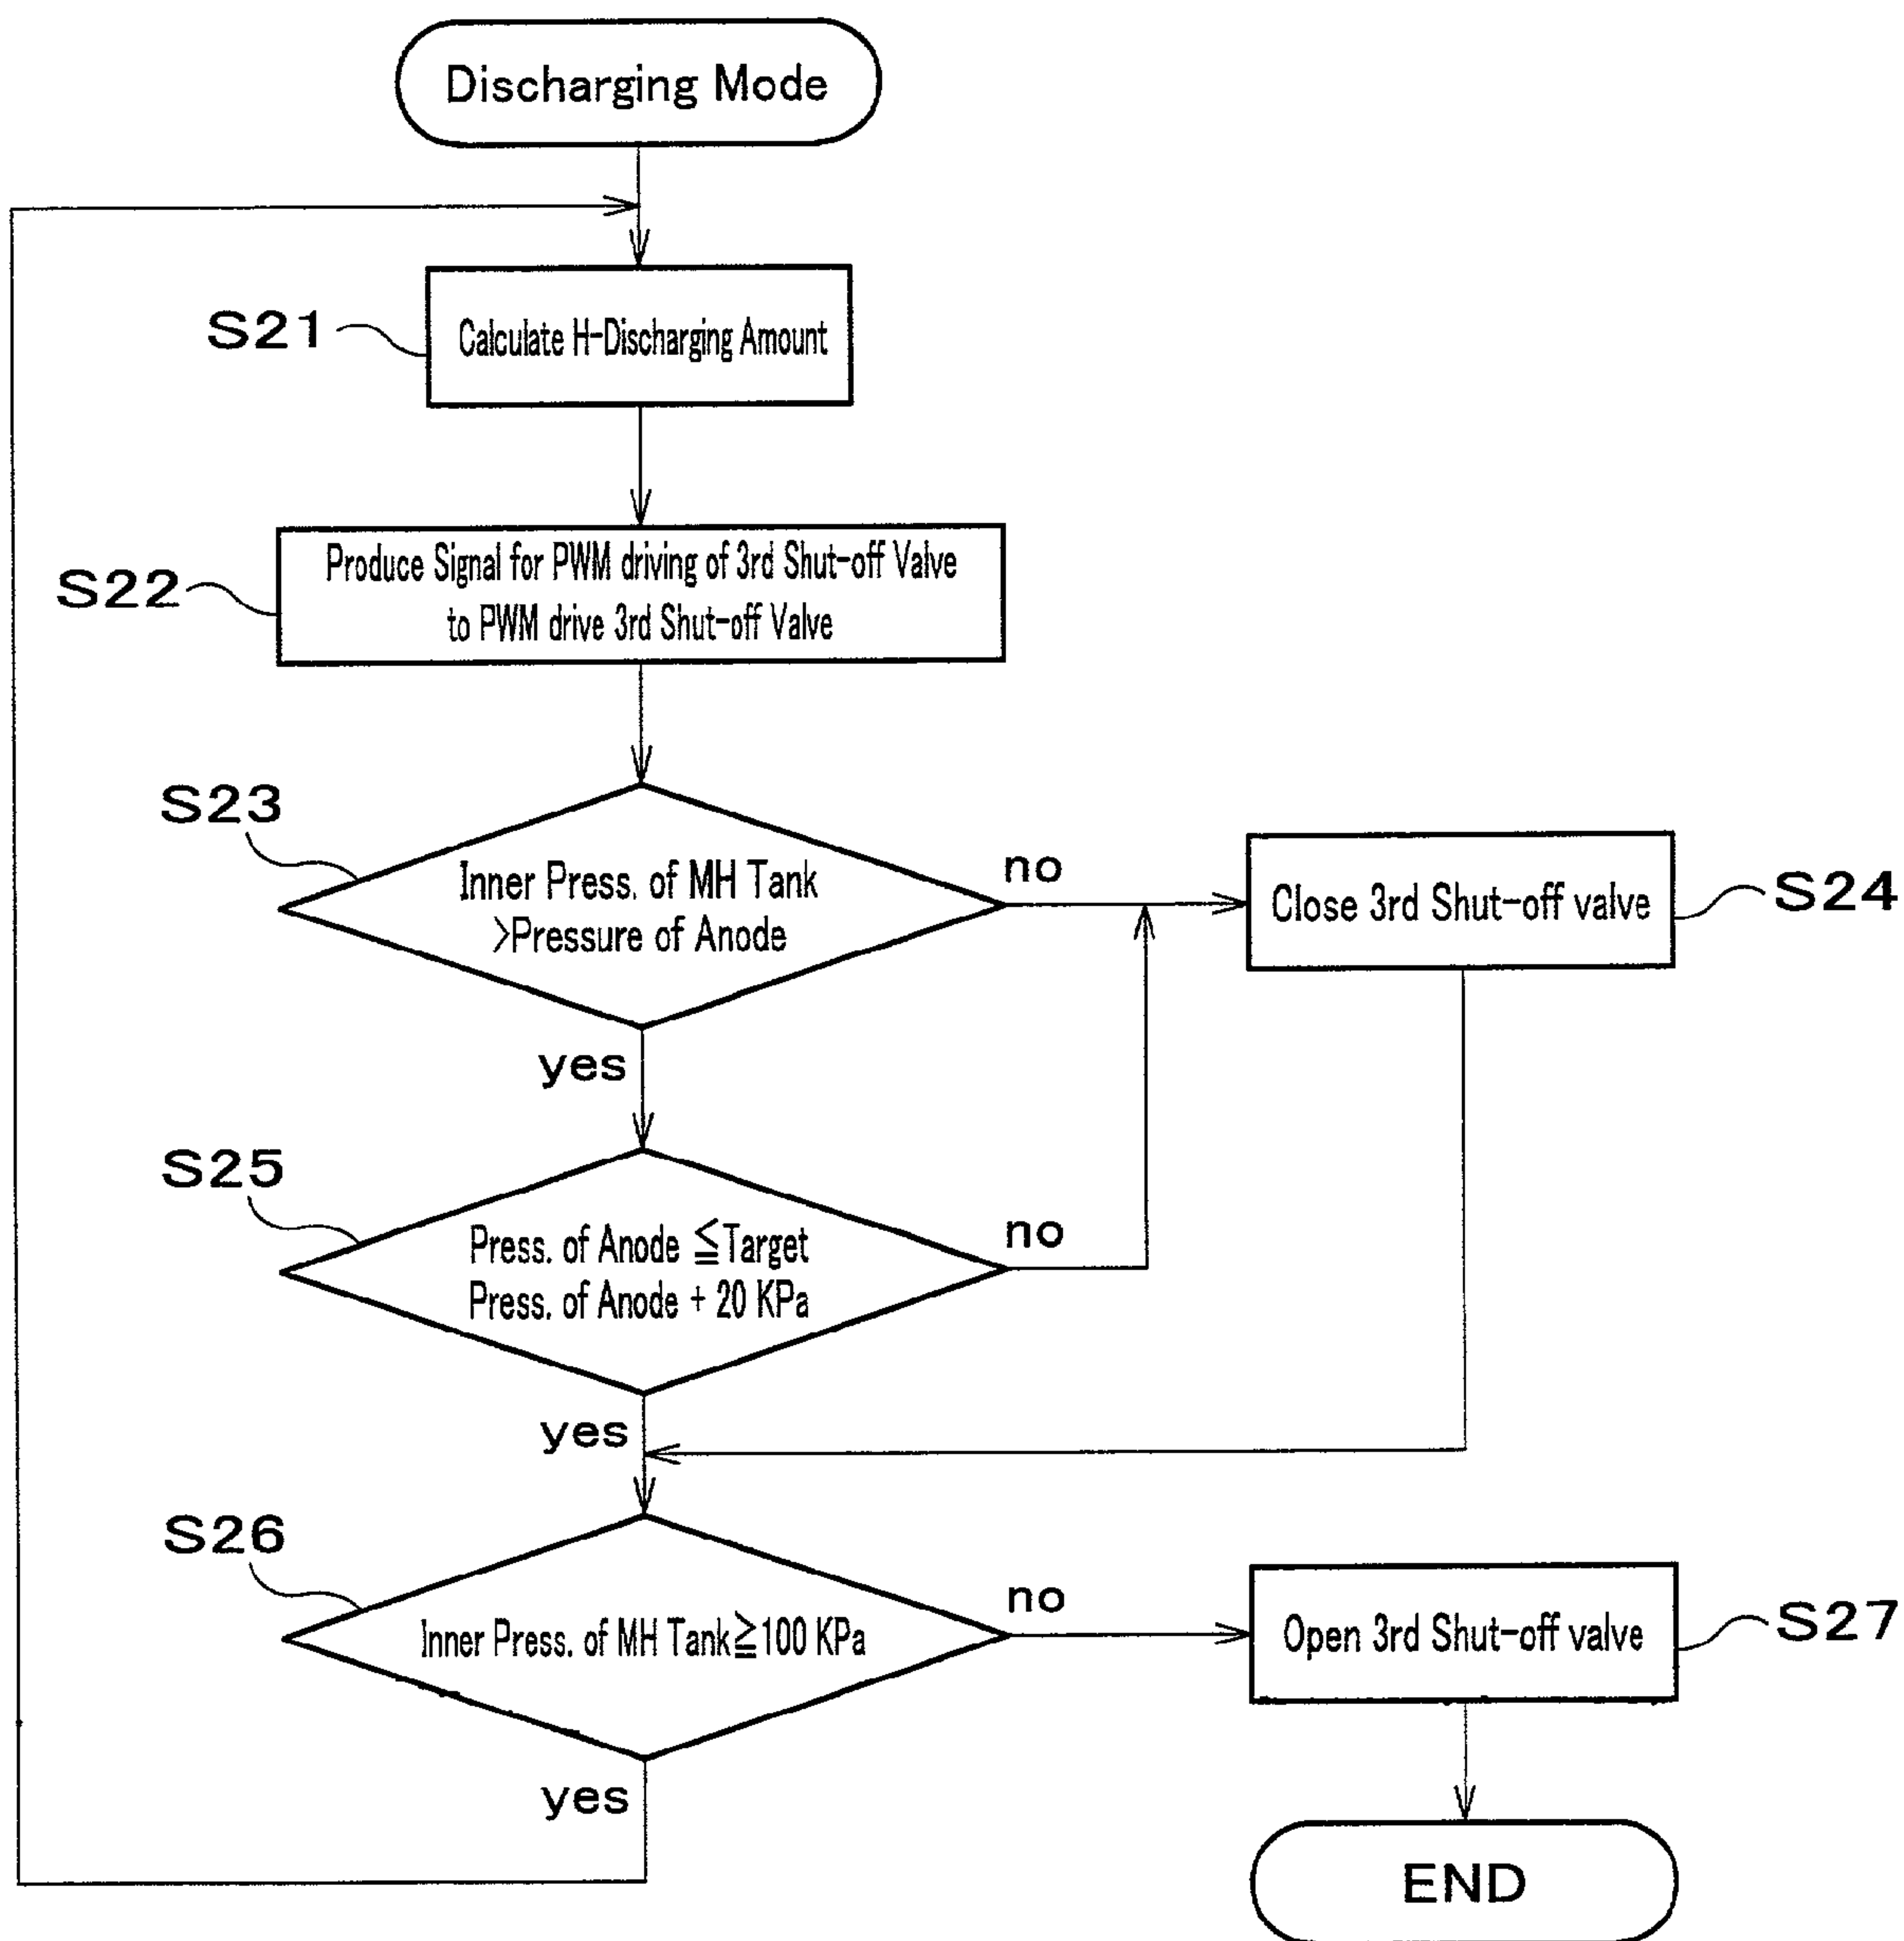 Discharging Mode
S21
Calculate H-Discharging Amount
S22
Produce Signal for PWM driving of 3rd Shut-off Valve
to PWM drive 3rd Shut-off Valve
S23
Inner Press. of MH Tank
>Pressure of Anode
no
Close 3rd Shut-off valve
S24
yes
S25
Press. of Anode ≦Target
Press. of Anode + 20 KPa
no
yes
S26
Inner Press. of MH Tank≧100 KPa
no
Open 3rd Shut-off valve
S27
yes
END